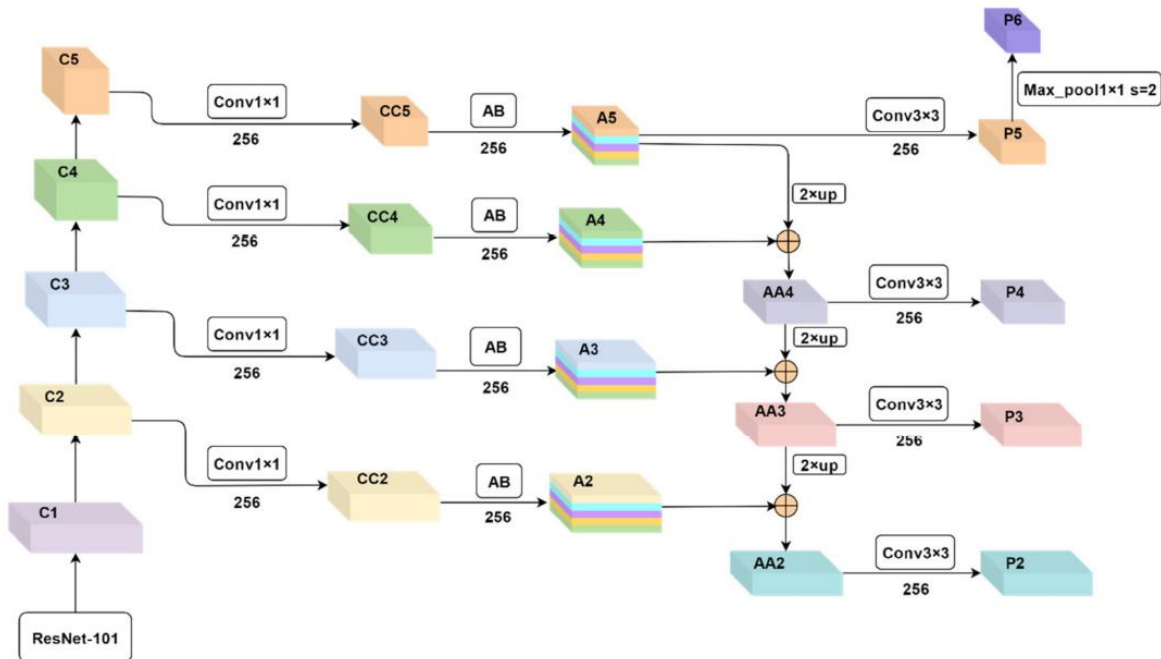 P6
C5
Conv1×1
256
CC5
AB
256
A5
Conv3×3
256
P5
Max_pool1×1 s=2
2×up
C4
Conv1×1
256
CC4
AB
256
A4
AA4
Conv3×3
256
P4
2×up
C3
Conv1×1
256
CC3
AB
256
A3
AA3
Conv3×3
256
P3
2×up
C2
Conv1×1
256
CC2
AB
256
A2
AA2
Conv3×3
256
P2
C1
ResNet-101